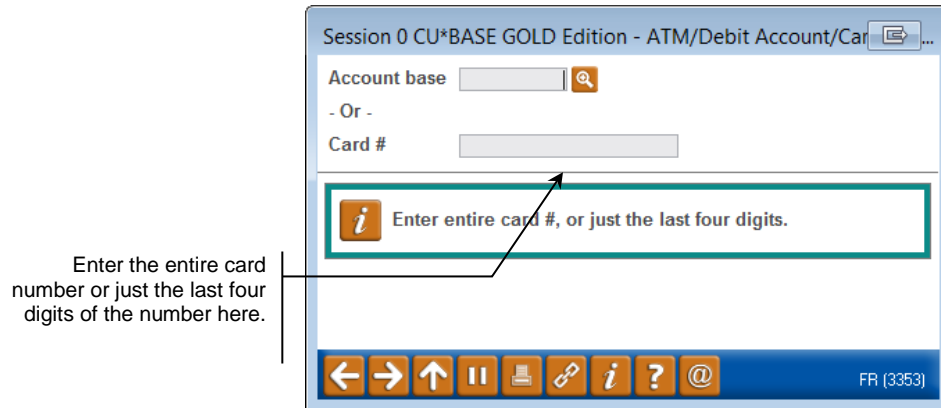 Session 0 CU*BASE GOLD Edition - ATM/Debit Account/Car ...
Account base
- Or -
Card #
i Enter entire card #, or just the last four digits.
Enter the entire card
number or just the last four
digits of the number here.
i ? @ FR (3353)